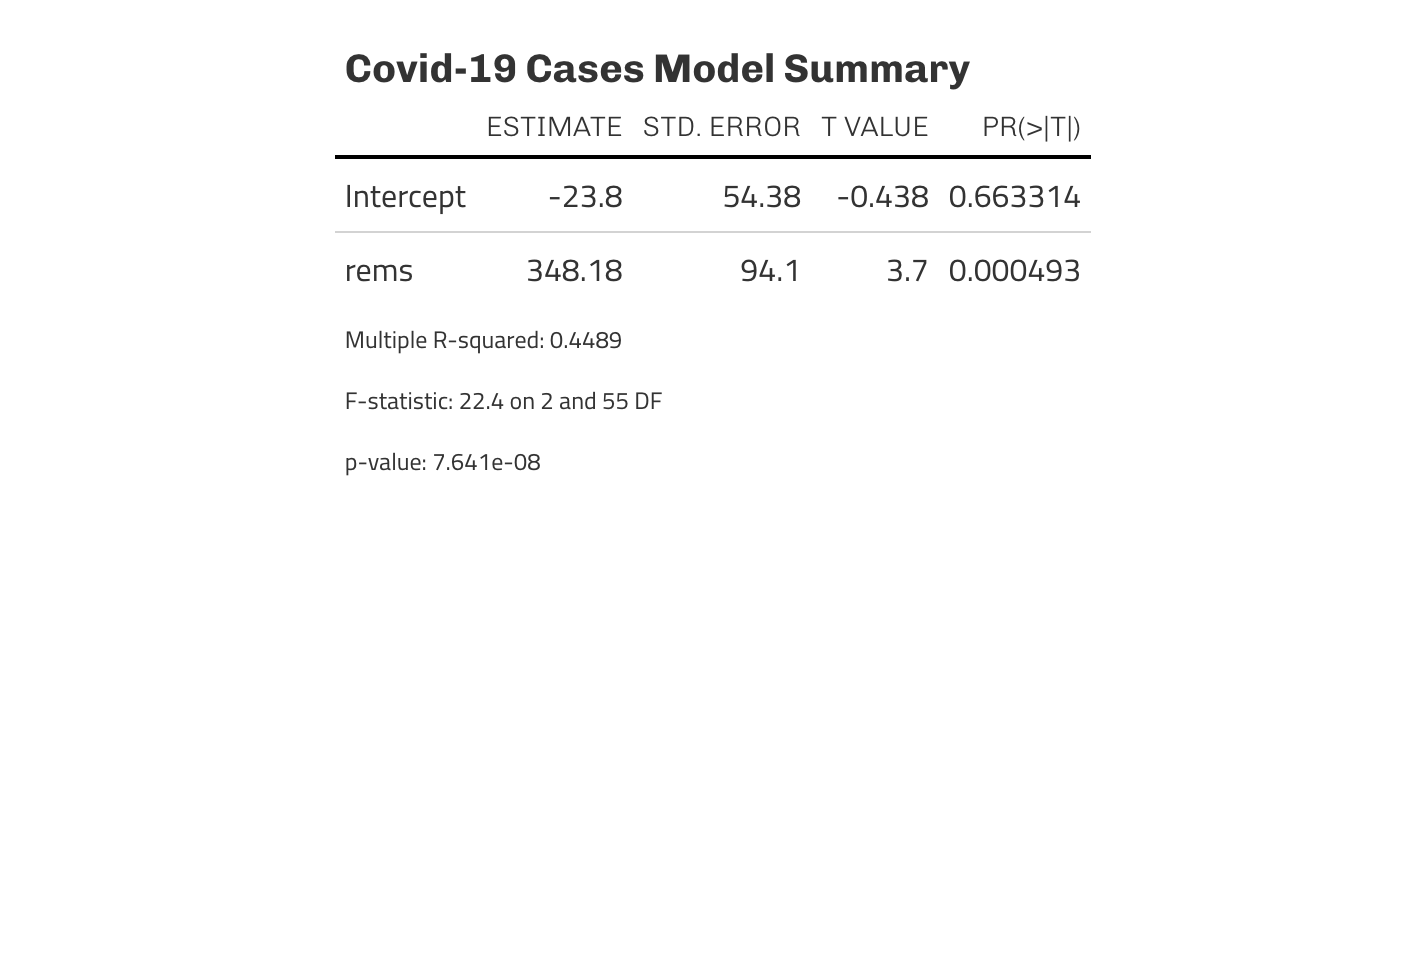 Covid-19 Cases Model Summary
ESTIMATE STD. ERROR T VALUE PR(>|T|)
Intercept -23.8 54.38 -0.438 0.663314
rems 348.18 94.1 3.7 0.000493
Multiple R-squared: 0.4489
F-statistic: 22.4 on 2 and 55 DF
p-value: 7.641e-08